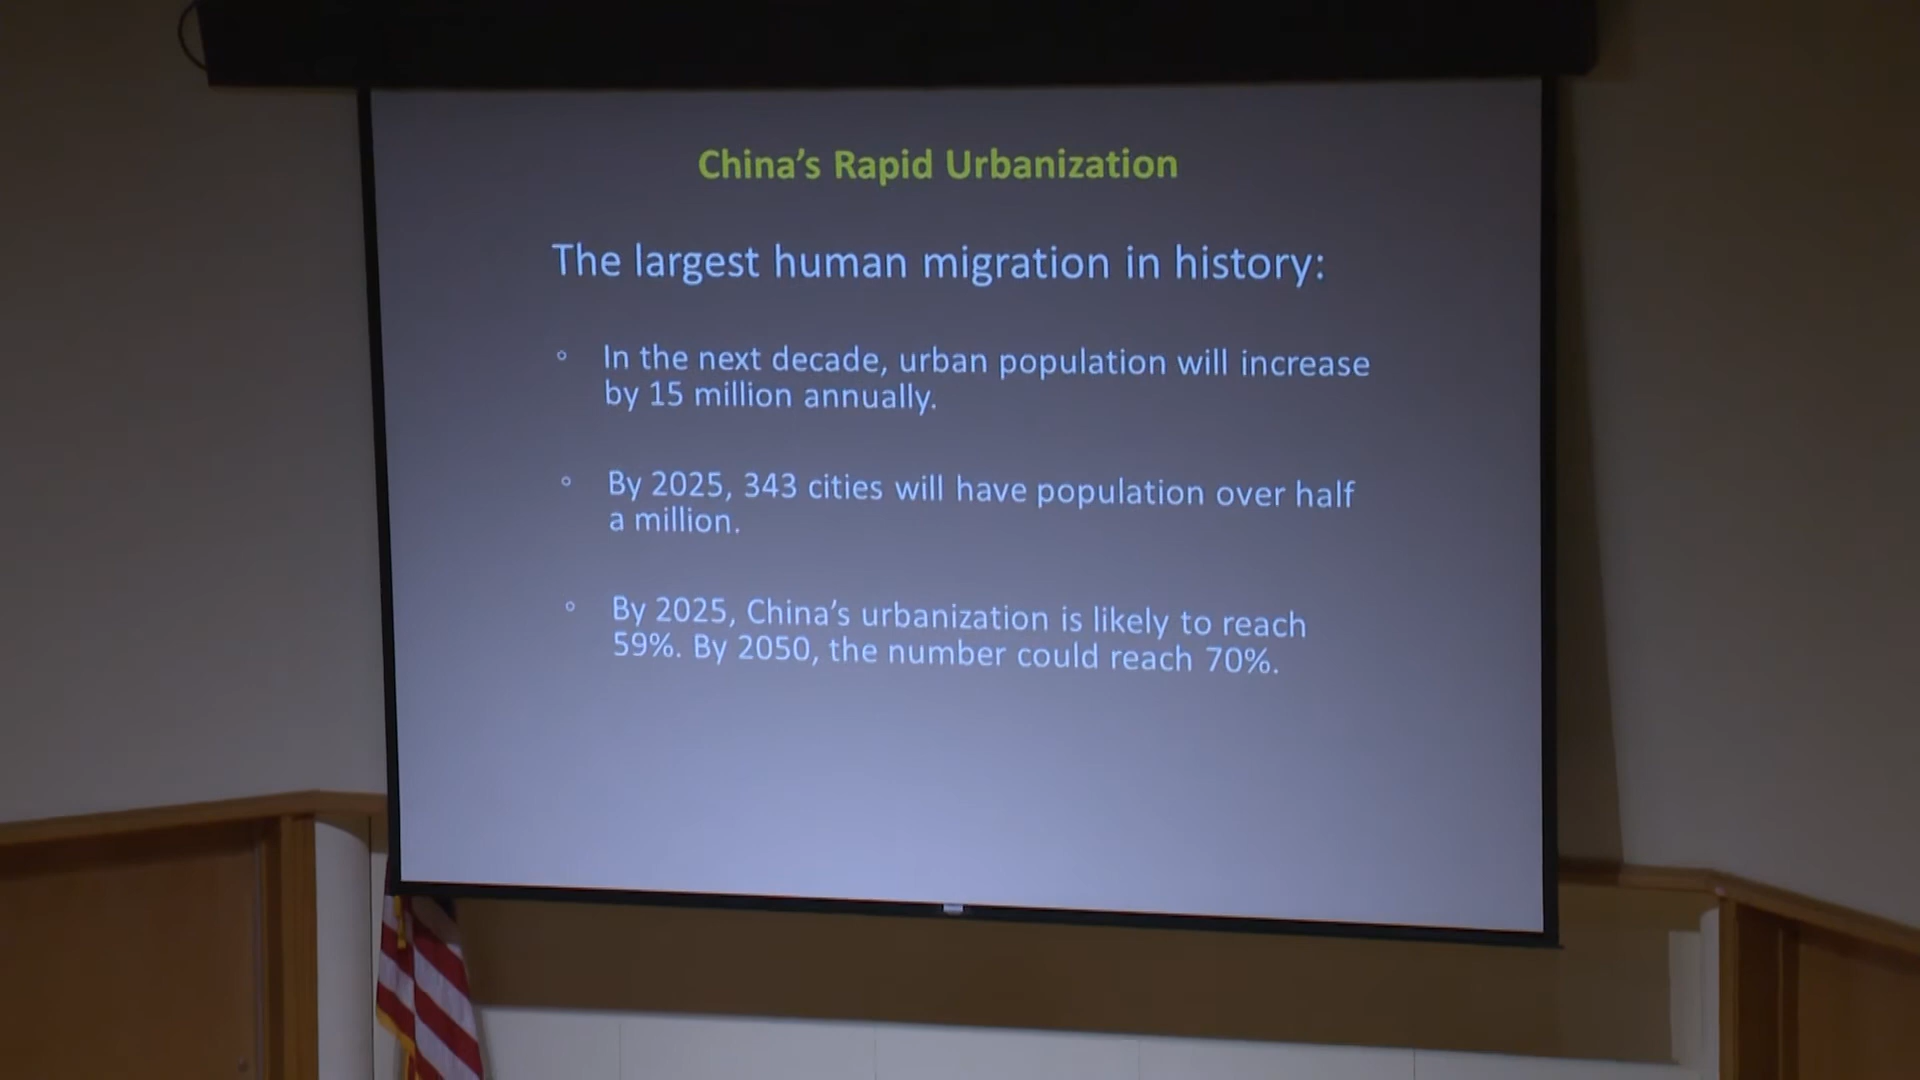 China's Rapid Urbanization
The largest human migration in history:
◦ In the next decade, urban population will increase
by 15 million annually.
◦ By 2025, 343 cities will have population over half
a million.
◦ By 2025, China's urbanization is likely to reach
59%. By 2050, the number could reach 70%.